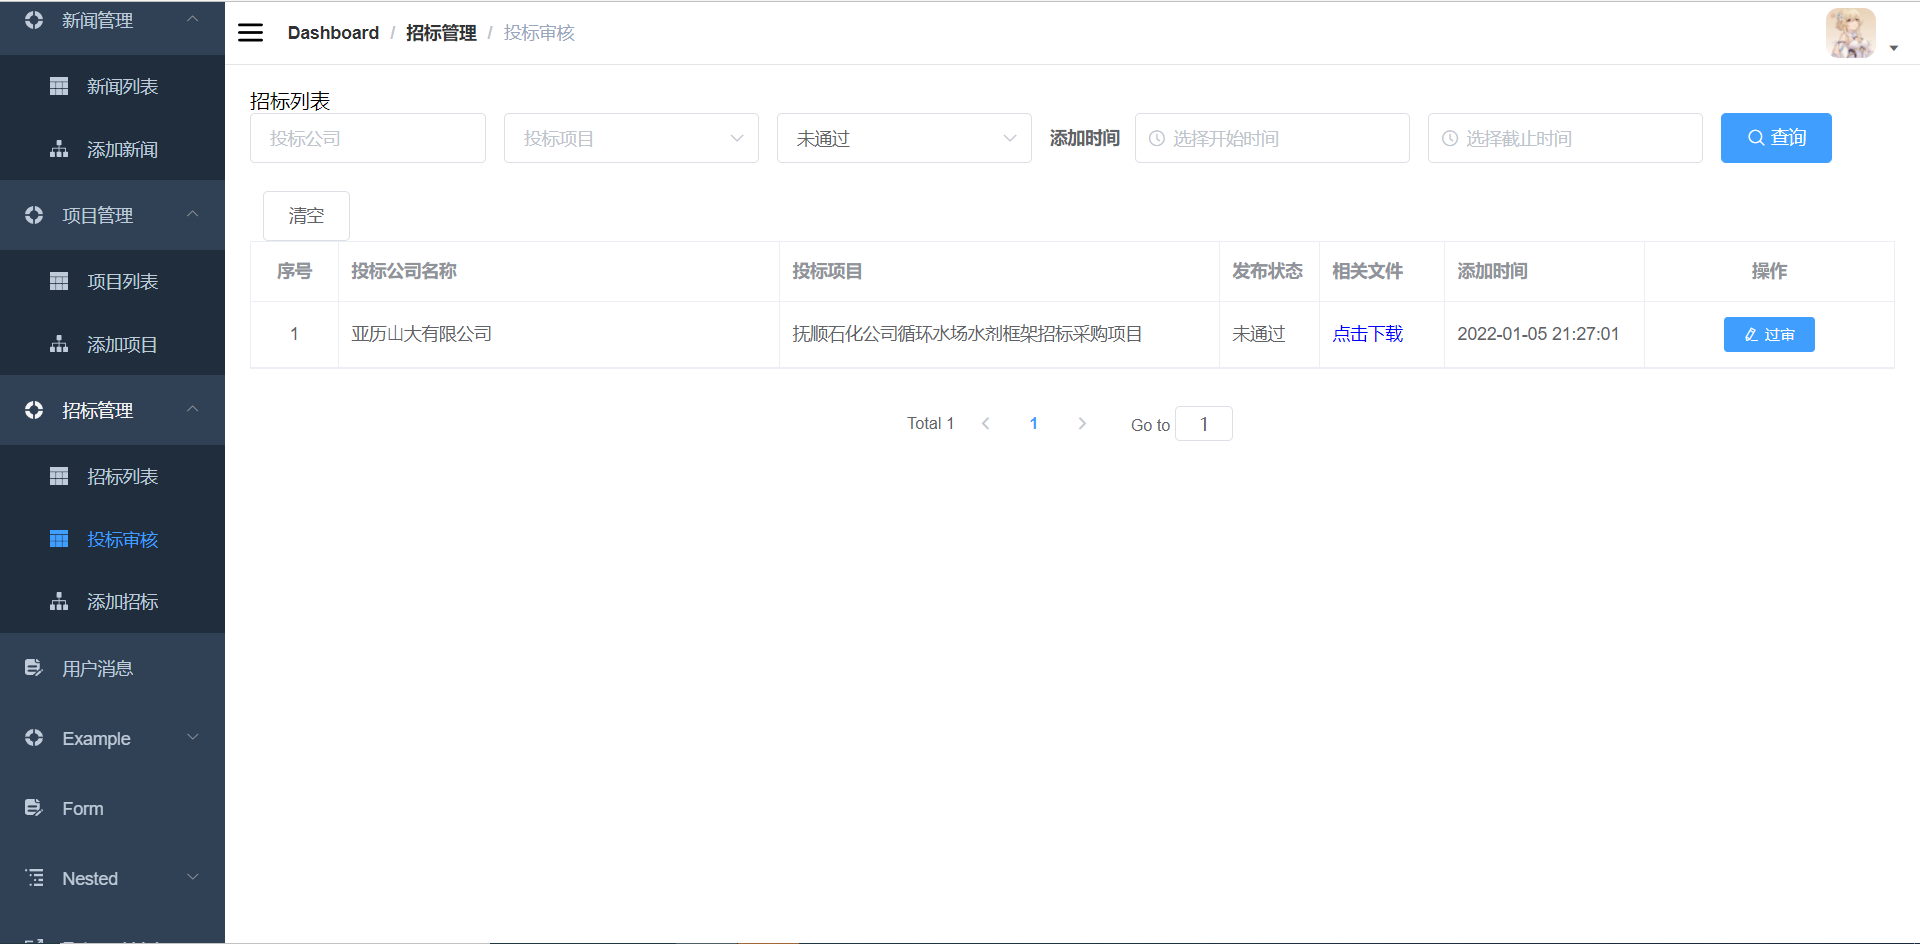 新闻管理
新闻列表
添加新闻
项目管理
项目列表
添加项目
招标管理
招标列表
投标审核
添加招标
用户消息
Example
Form
Nested
Dashboard / 招标管理 / 投标审核
招标列表
投标公司 投标项目 未通过 添加时间 选择开始时间 选择截止时间 查询
清空
序号 投标公司名称 投标项目 发布状态 相关文件 添加时间 操作
1 亚历山大有限公司 抚顺石化公司循环水场水剂框架招标采购项目 未通过 点击下载 2022-01-05 21:27:01 过审
Total 1 1 Go to 1